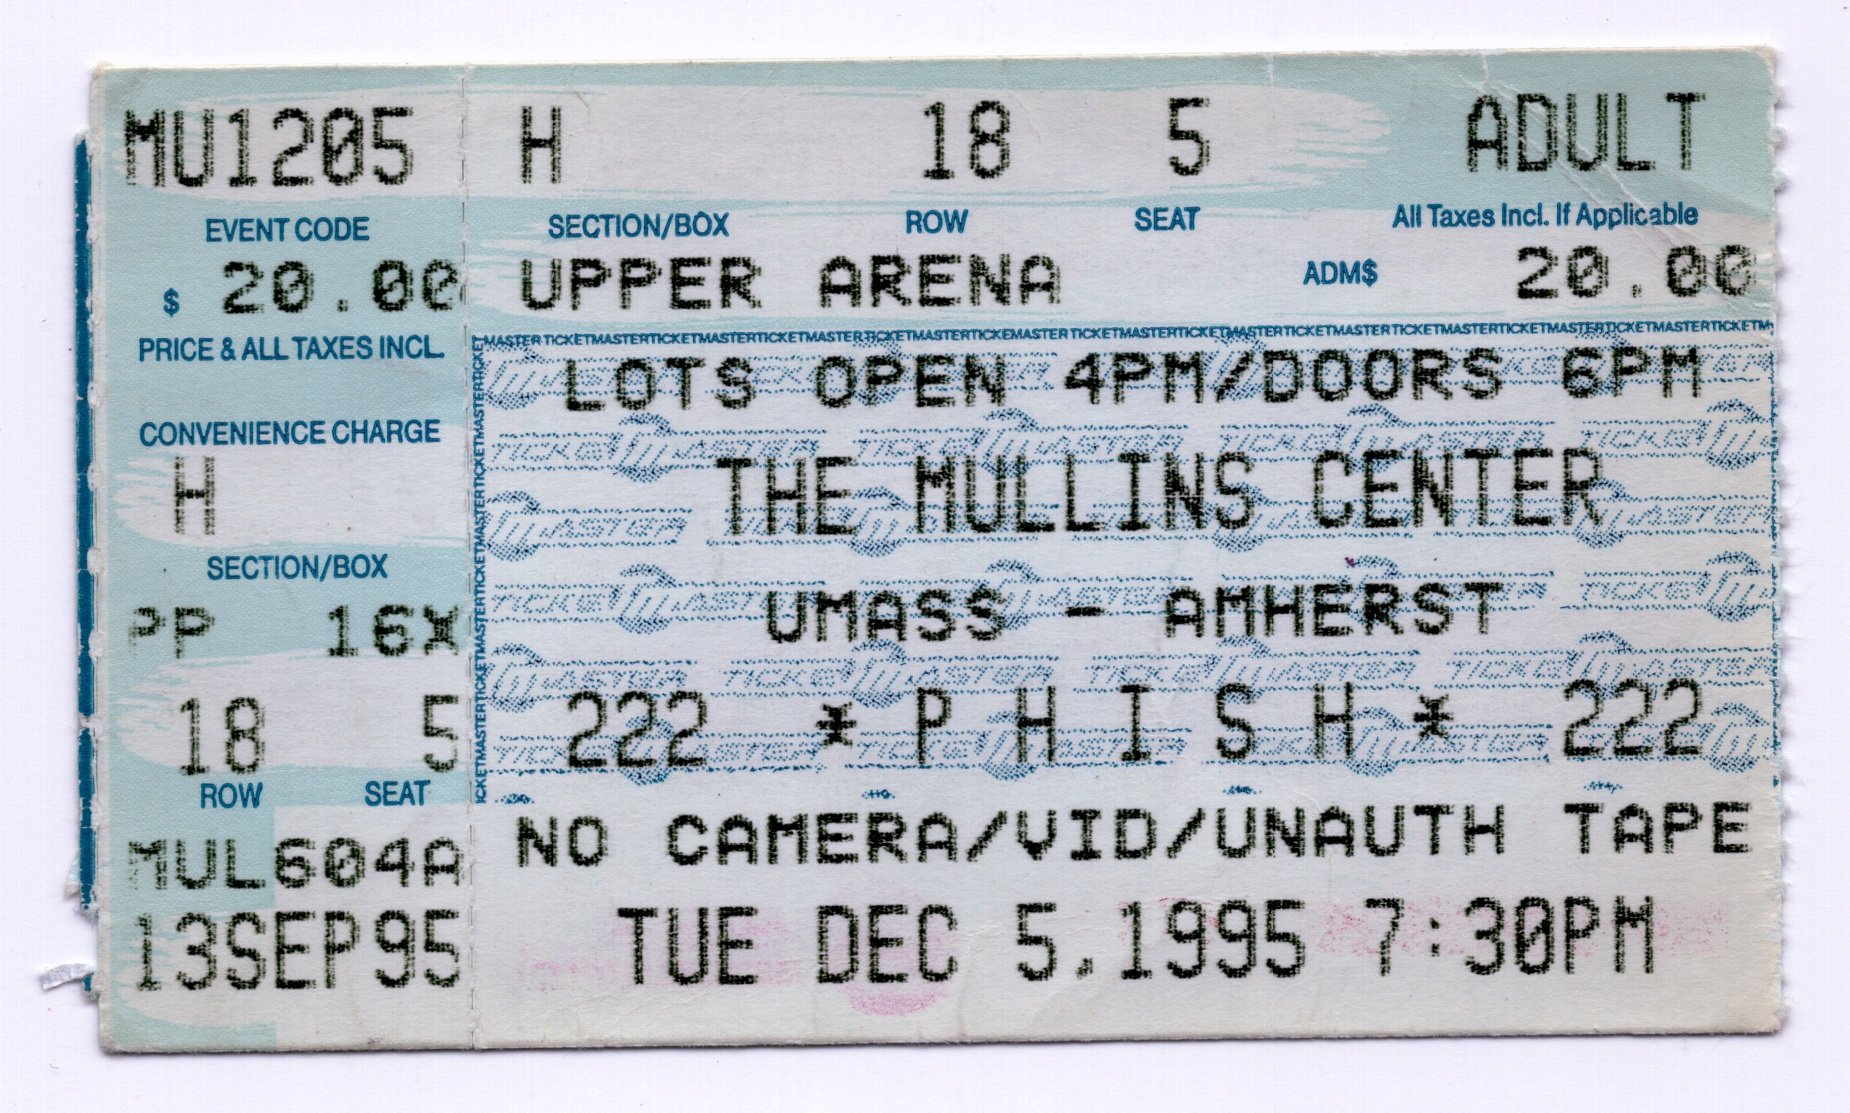 MU1205 H 18 5 ADULT
EVENT CODE SECTION/BOX ROW SEAT All Taxes Incl. If Applicable
$ 20.00 UPPER ARENA ADM$ 20.00
PRICE & ALL TAXES INCL.
LOTS OPEN 4PM/DOORS 6PM
CONVENIENCE CHARGE
H THE MULLINS CENTER
SECTION/BOX
PP 16X UMASS - AMHERST
18 5 222 * P H I S H * 222
ROW SEAT
MUL604A NO CAMERA/VID/UNAUTH TAPE
13SEP95 TUE DEC 5,1995 7:30PM